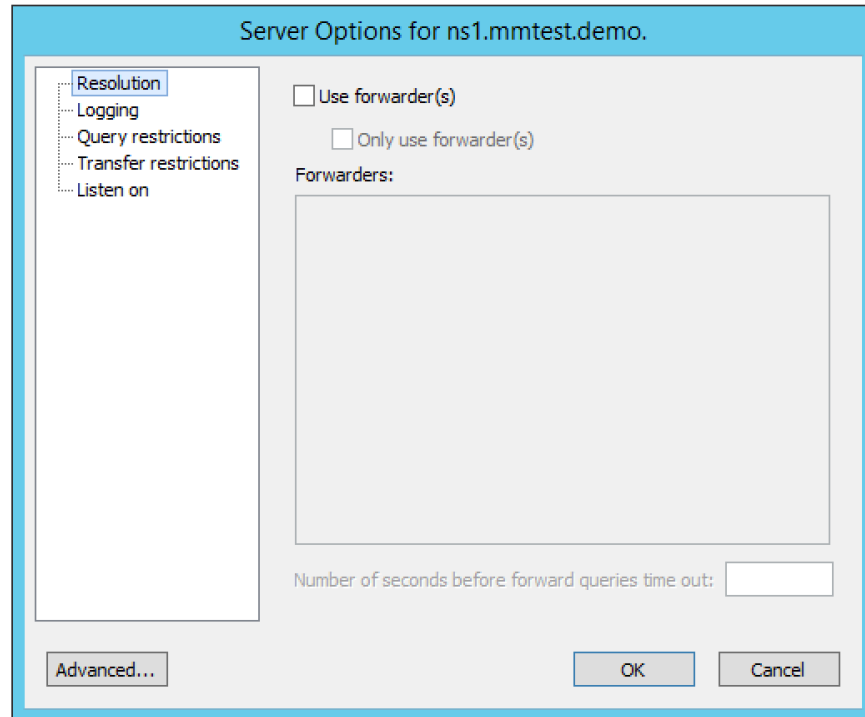 Server Options for ns1.mmtest.demo.
Resolution
Logging
Query restrictions
Transfer restrictions
Listen on
Use forwarder(s)
Only use forwarder(s)
Forwarders:
Number of seconds before forward queries time out:
Advanced...
OK
Cancel